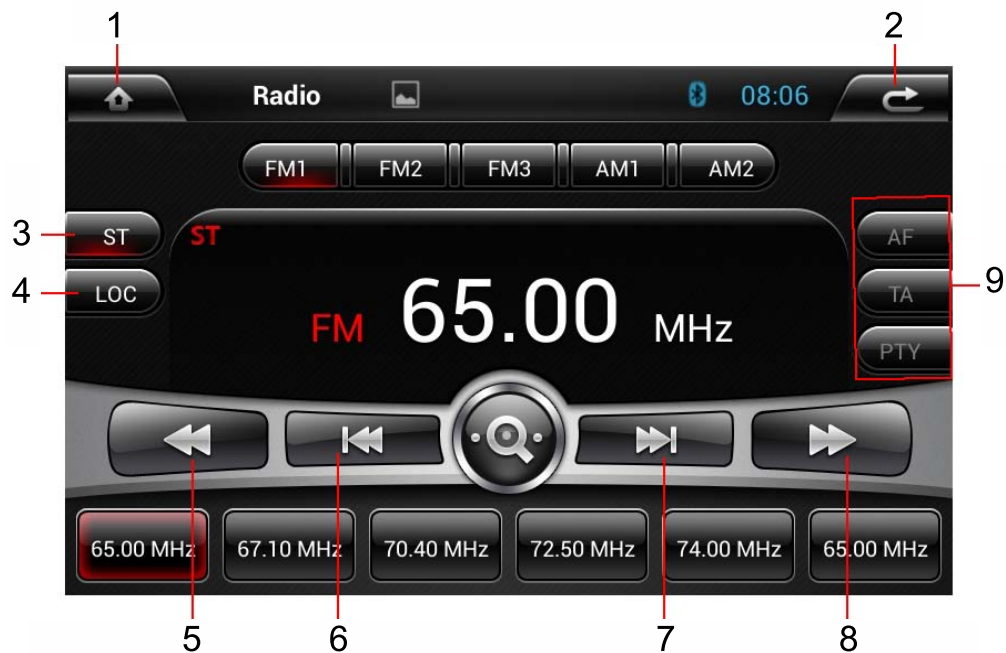 1 2
Radio 08:06
FM1 FM2 FM3 AM1 AM2
3 ST ST AF
4 LOC TA 9
FM 65.00 MHz
PTY
65.00 MHz 67.10 MHz 70.40 MHz 72.50 MHz 74.00 MHz 65.00 MHz
5 6 7 8